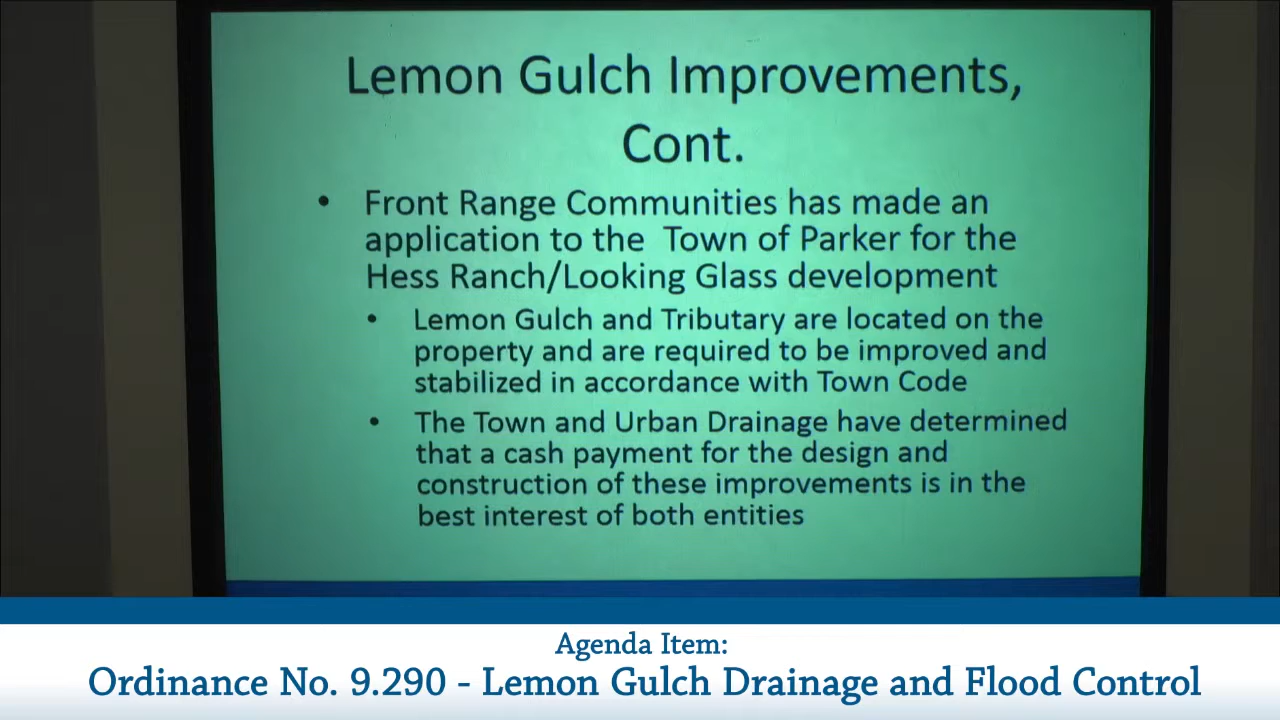 Lemon Gulch Improvements,
Cont.
• Front Range Communities has made an
application to the Town of Parker for the
Hess Ranch/Looking Glass development
• Lemon Gulch and Tributary are located on the
property and are required to be improved and
stabilized in accordance with Town Code
• The Town and Urban Drainage have determined
that a cash payment for the design and
construction of these improvements is in the
best interest of both entities
Agenda Item:
Ordinance No. 9.290 - Lemon Gulch Drainage and Flood Control